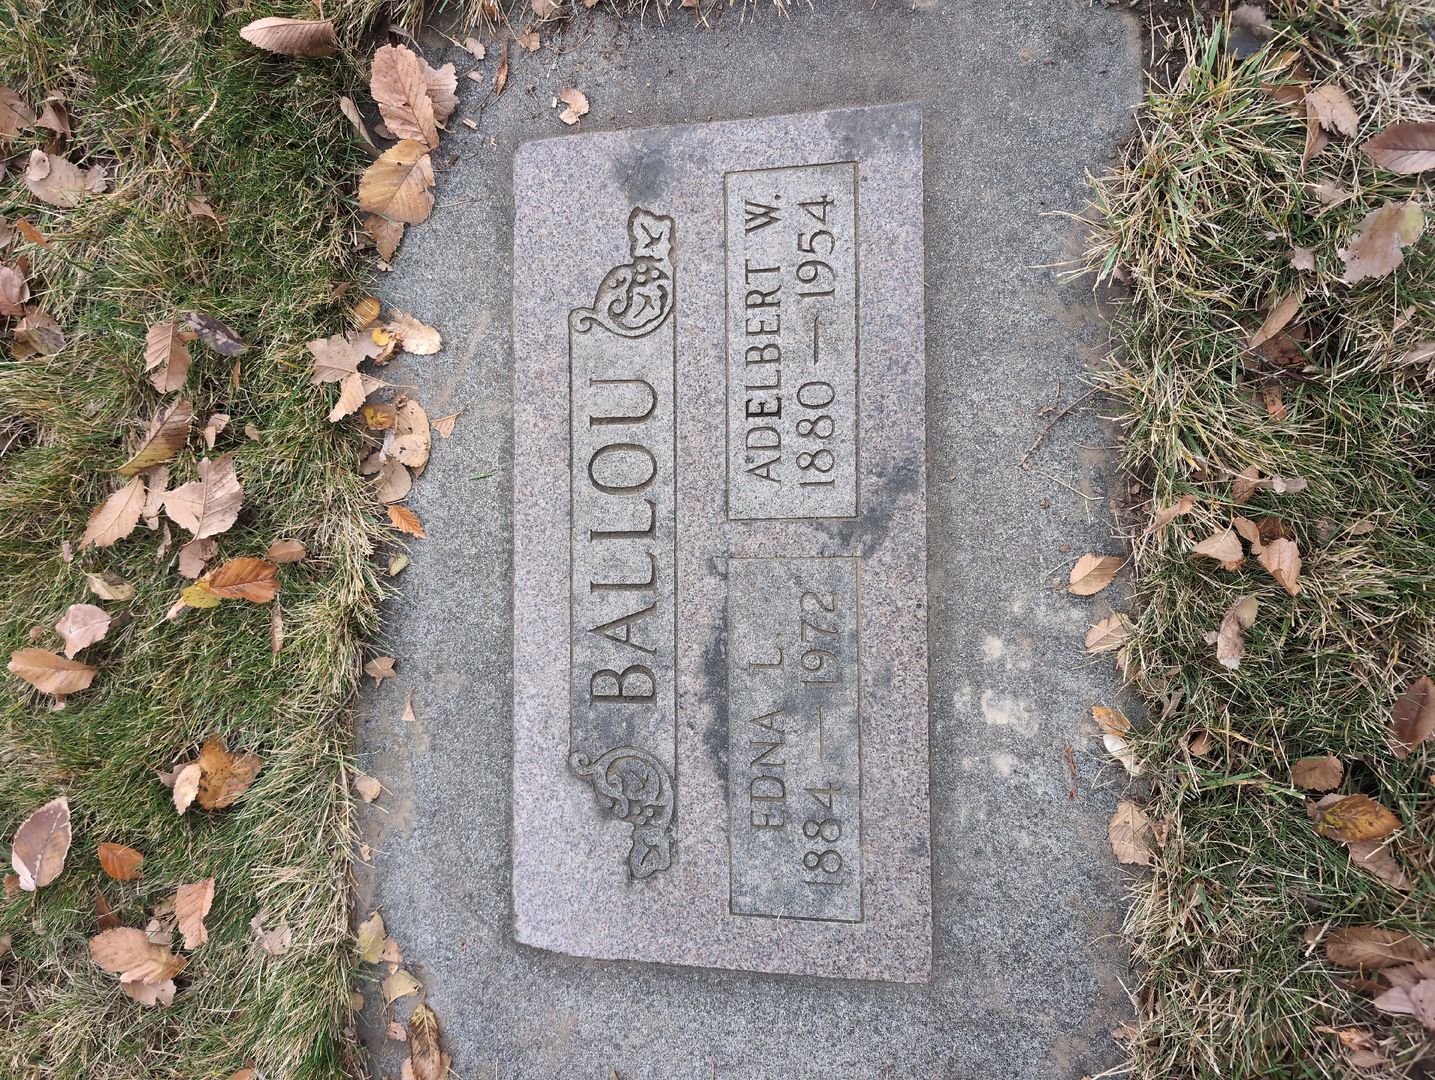 BALLOU
EDNA L.
1884—1972
ADELBERT W.
1880—1954